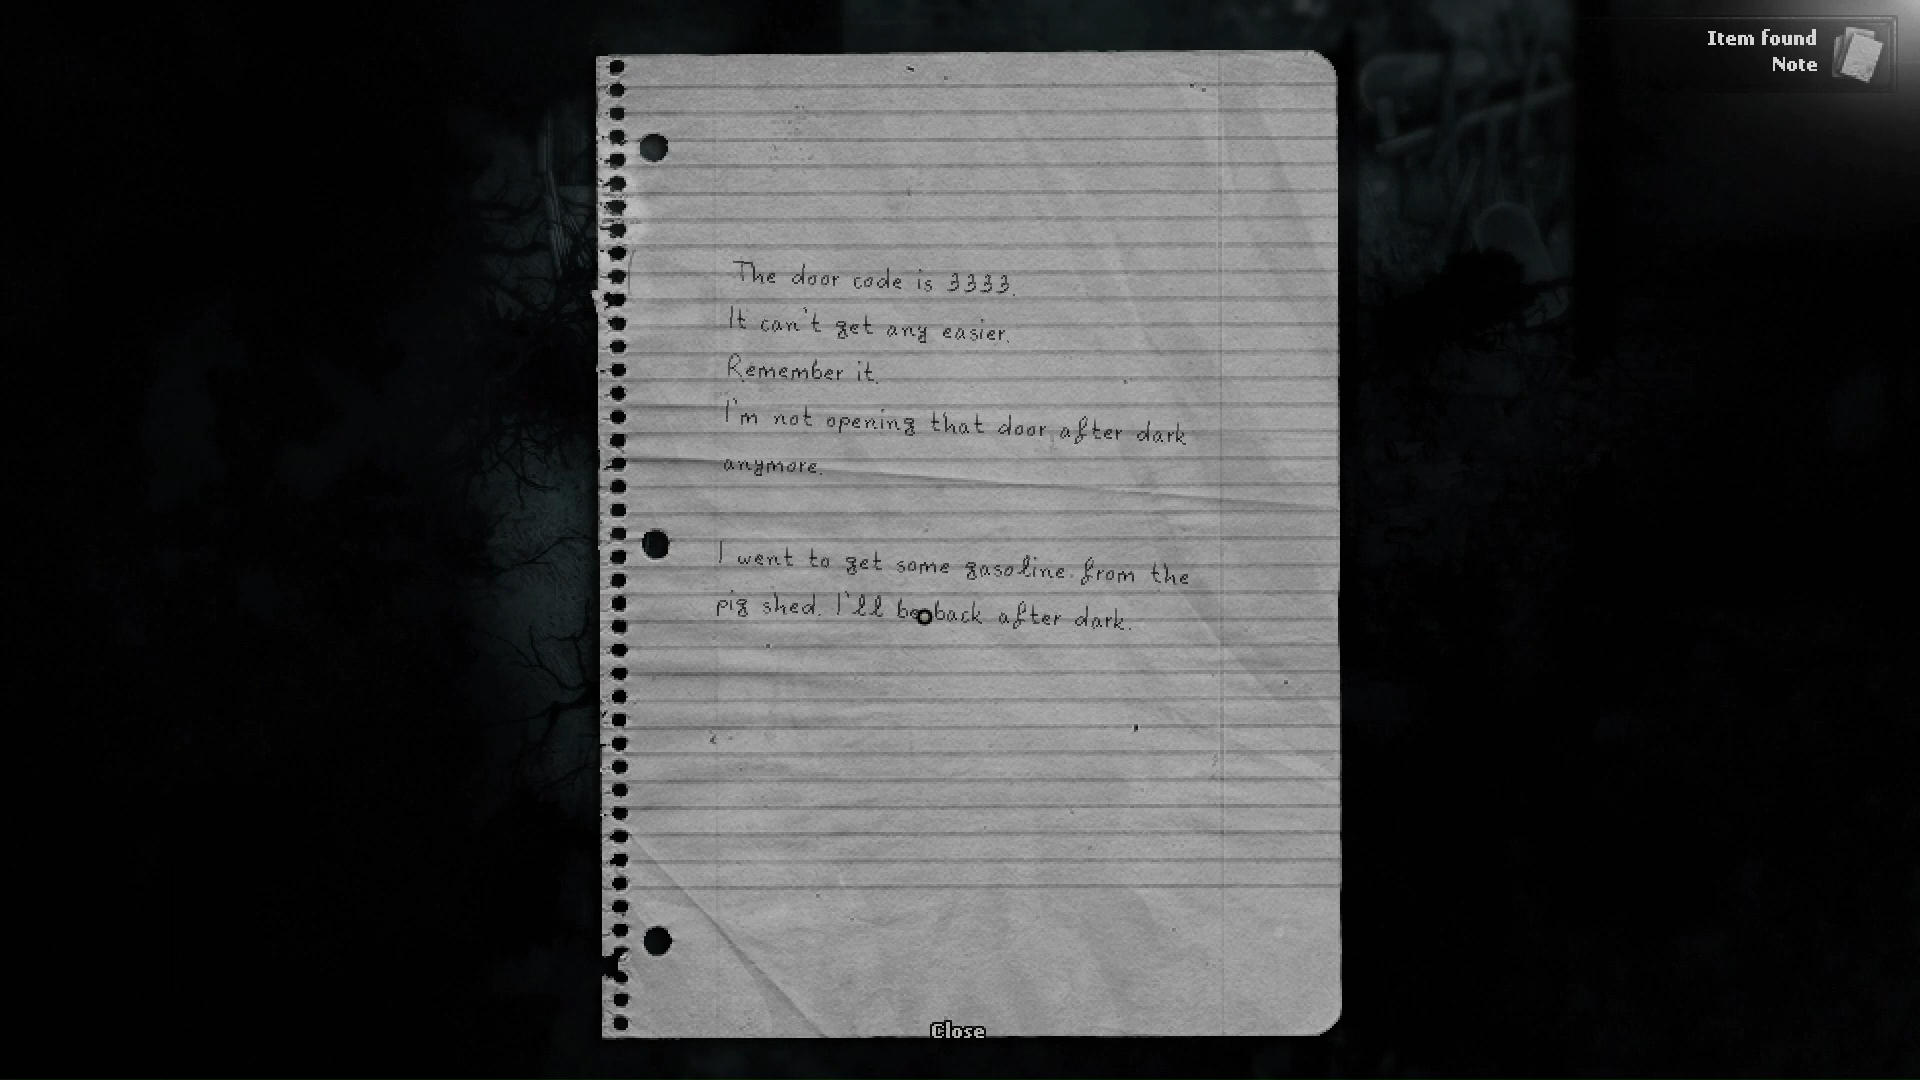 Item found
Note
The door code is 3333.
It can't get any easier.
Remember it.
I'm not opening that door after dark
anymore.
I went to get some gasoline from the
pig shed. I'll be back after dark.
Close